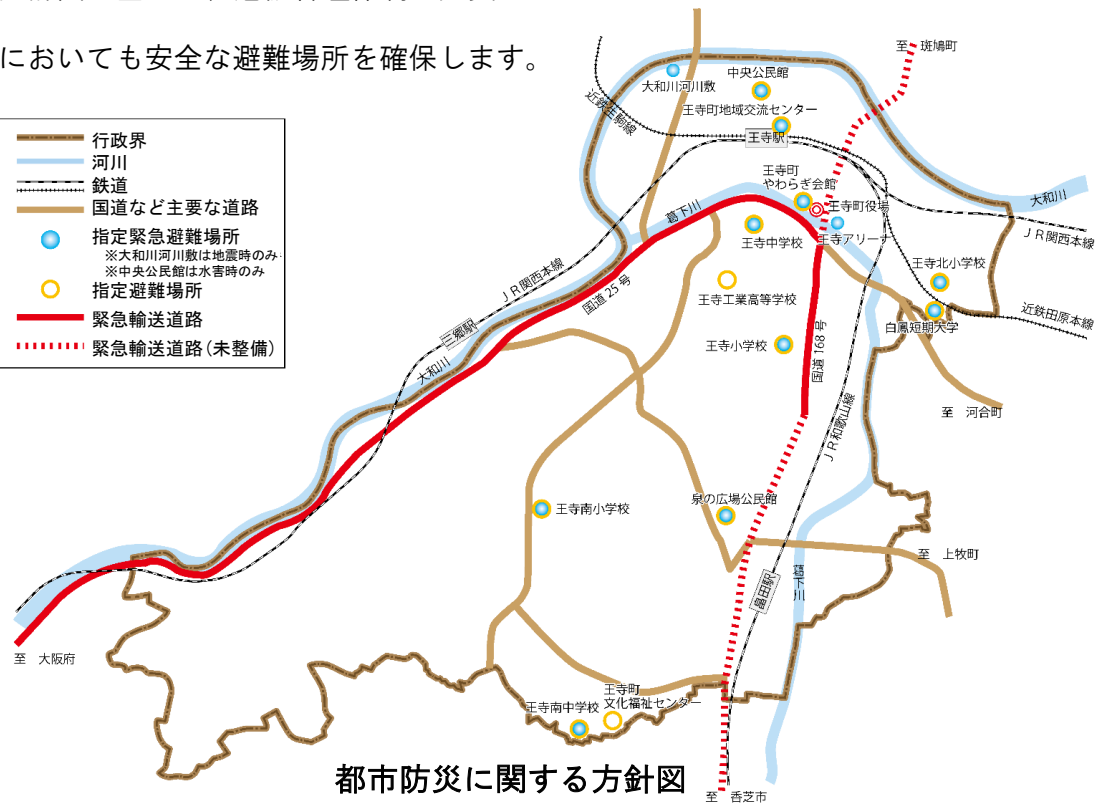 においても安全な避難場所を確保します。
行政界
河川
鉄道
国道など主要な道路
指定緊急避難場所
※大和川河川敷は地震時のみ
※中央公民館は水害時のみ
指定避難場所
緊急輸送道路
緊急輸送道路(未整備)
至 斑鳩町
大和川河川敷
中央公民館
近鉄生駒線
王寺町地域交流センター
王寺駅
王寺町
やわらぎ会館
王寺町役場
大和川
葛下川
王寺中学校
王寺アリーナ
JR関西本線
JR関西本線
王寺北小学校
国道25号
王寺工業高等学校
白鳳短期大学
近鉄田原本線
三郷駅
王寺小学校
国道168号
大和川
至 河合町
JR和歌山線
王寺南小学校
泉の広場公民館
至 上牧町
葛下川
畠田駅
至 大阪府
王寺町
文化福祉センター
王寺南中学校
都市防災に関する方針図
至 香芝市